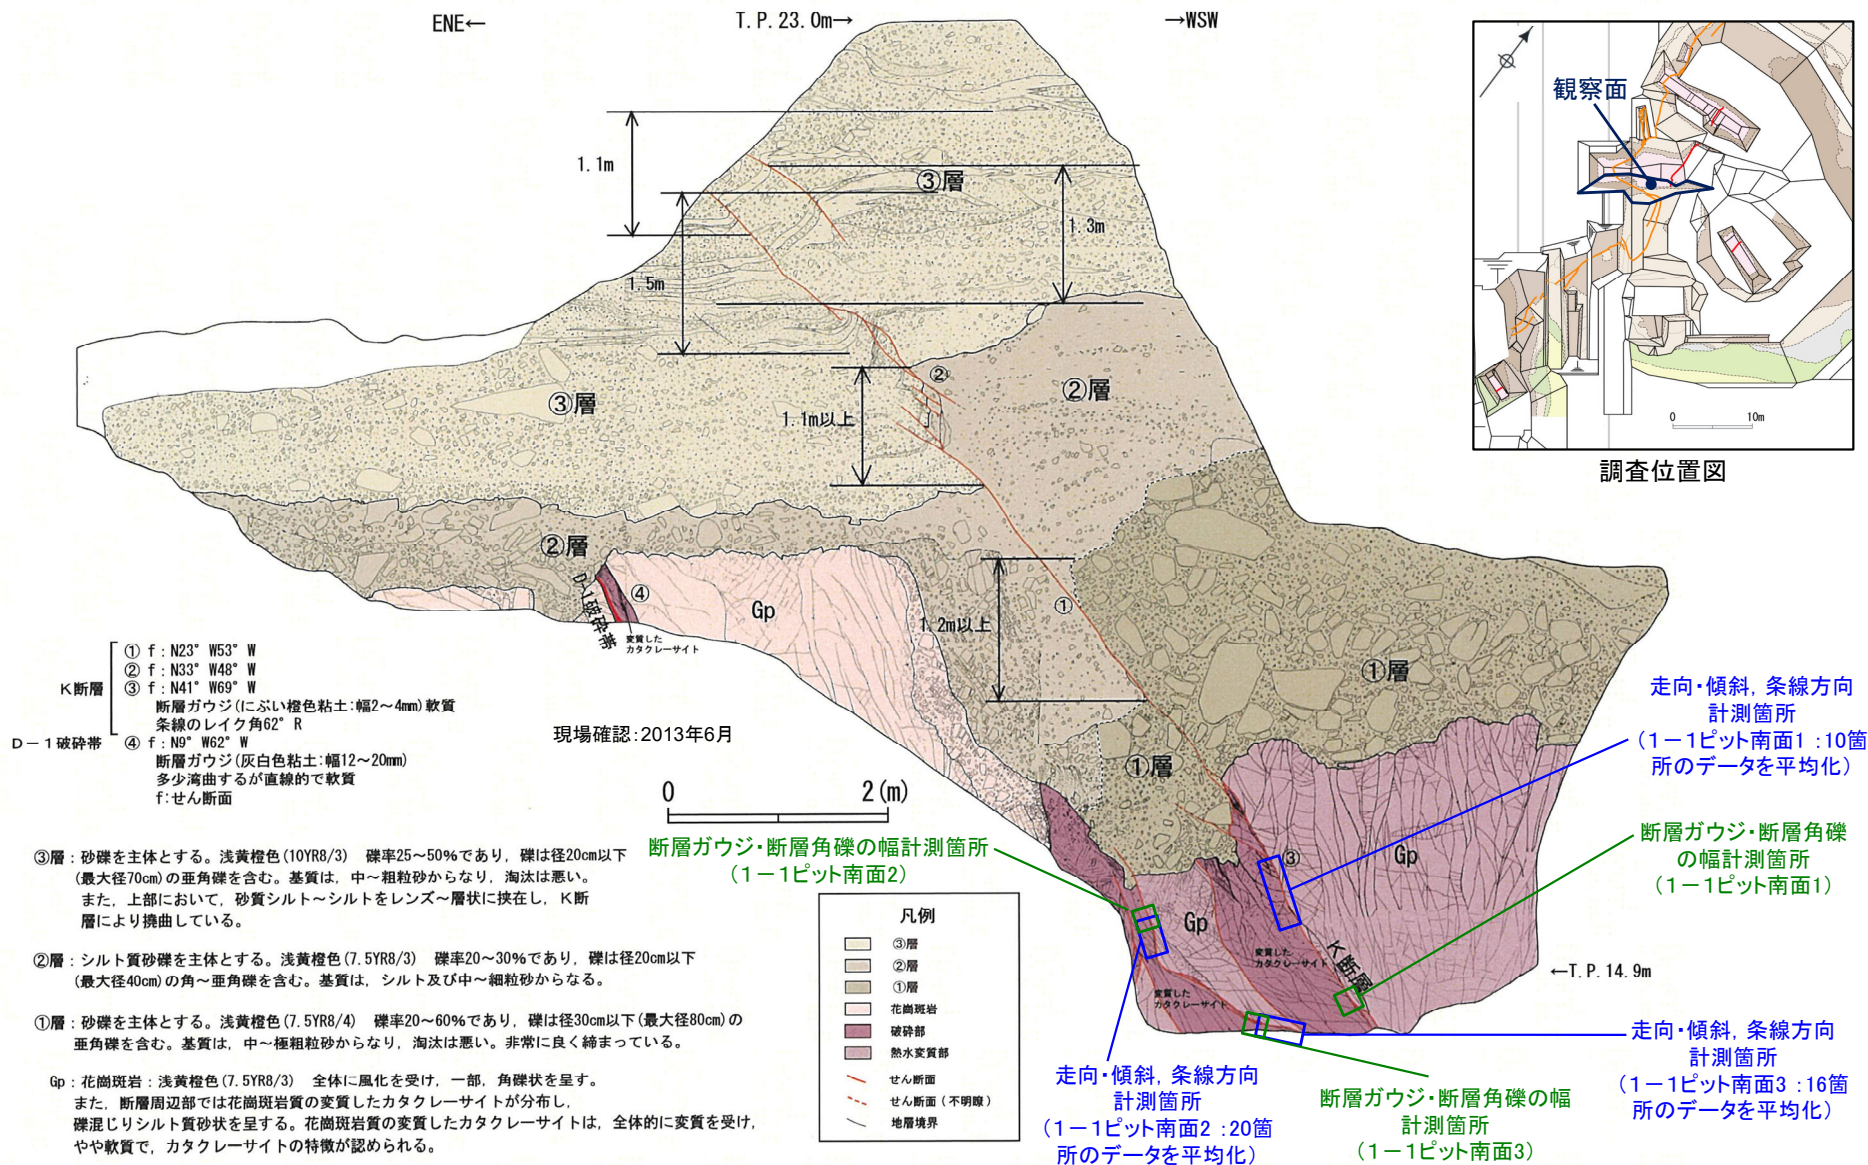 ENE←
T.P.23.0m→
→WSW
観察面
0
10m
調査位置図
1.1m
③層
1.3m
1.5m
②
③層
②層
1.1m以上
②層
D-1破砕帯
④
変質した
カタクレーサイト
Gp
①
1.2m以上
①層
①層
K断層
① f:N23°W53°W
② f:N33°W48°W
③ f:N41°W69°W
断層ガウジ(にぶい橙色粘土:幅2~4mm)軟質
条線のレイク角62°R
D-1破砕帯
④ f:N9°W62°W
断層ガウジ(灰白色粘土:幅12~20mm)
多少湾曲するが直線的で軟質
f:せん断面
現場確認:2013年6月
0
2(m)
走向・傾斜,条線方向
計測箇所
(1-1ピット南面1:10箇
所のデータを平均化)
断層ガウジ・断層角礫の幅計測箇所
(1-1ピット南面2)
断層ガウジ・断層角礫
の幅計測箇所
(1-1ピット南面1)
③
Gp
Gp
変質した
カタクレーサイト
K断層
変質した
カタクレーサイト
←T.P.14.9m
③層:砂礫を主体とする。浅黄橙色(10YR8/3) 礫率25~50%であり,礫は径20cm以下
(最大径70cm)の亜角礫を含む。基質は,中~粗粒砂からなり,淘汰は悪い。
また,上部において,砂質シルト~シルトをレンズ~層状に挟在し,K断
層により撓曲している。
②層:シルト質砂礫を主体とする。浅黄橙色(7.5YR8/3) 礫率20~30%であり,礫は径20cm以下
(最大径40cm)の角~亜角礫を含む。基質は,シルト及び中~細粒砂からなる。
①層:砂礫を主体とする。浅黄橙色(7.5YR8/4) 礫率20~60%であり,礫は径30cm以下(最大径80cm)の
亜角礫を含む。基質は,中~極粗粒砂からなり,淘汰は悪い。非常に良く締まっている。
Gp:花崗斑岩:浅黄橙色(7.5YR8/3) 全体に風化を受け,一部,角礫状を呈す。
また,断層周辺部では花崗斑岩質の変質したカタクレーサイトが分布し,
礫混じりシルト質砂状を呈する。花崗斑岩質の変質したカタクレーサイトは,全体的に変質を受け,
やや軟質で,カタクレーサイトの特徴が認められる。
凡例
③層
②層
①層
花崗斑岩
破砕部
熱水変質部
せん断面
せん断面(不明瞭)
地層境界
走向・傾斜,条線方向
計測箇所
(1-1ピット南面2:20箇
所のデータを平均化)
断層ガウジ・断層角礫の幅
計測箇所
(1-1ピット南面3)
走向・傾斜,条線方向
計測箇所
(1-1ピット南面3:16箇
所のデータを平均化)